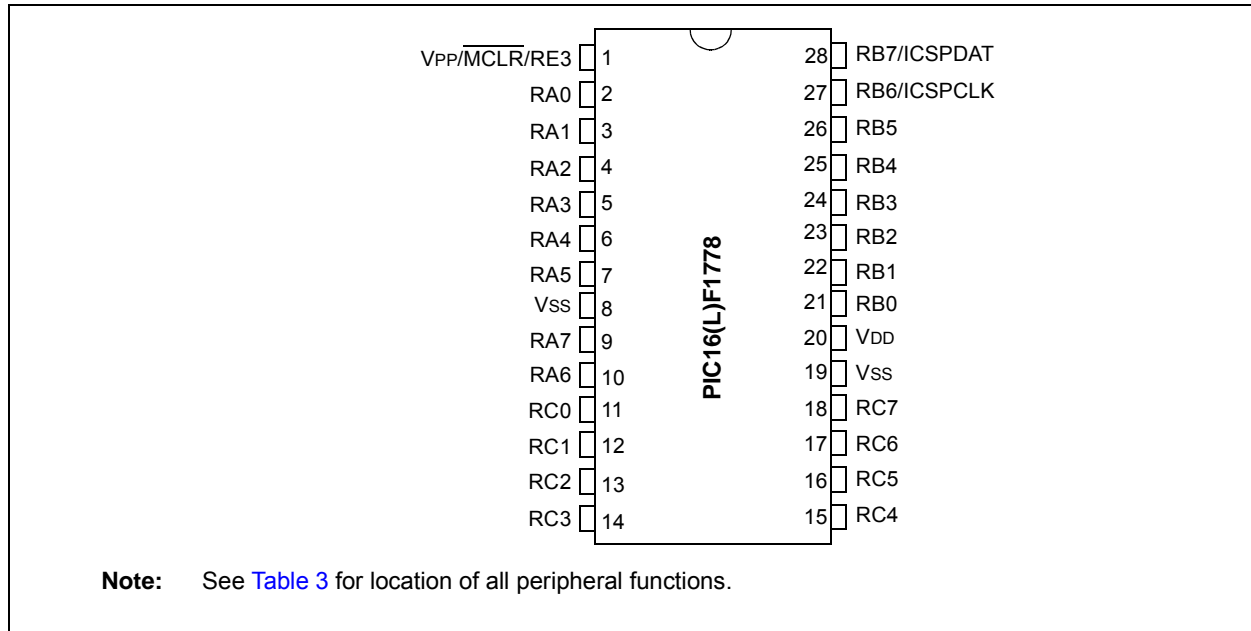 VPP/MCLR/RE3 1 28 RB7/ICSPDAT
RA0 2 27 RB6/ICSPCLK
RA1 3 26 RB5
RA2 4 25 RB4
RA3 5 24 RB3
RA4 6 23 RB2
RA5 7 22 RB1
VSS 8 21 RB0
RA7 9 20 VDD
RA6 10 19 VSS
RC0 11 18 RC7
RC1 12 17 RC6
RC2 13 16 RC5
RC3 14 15 RC4
PIC16(L)F1778
Note: See Table 3 for location of all peripheral functions.